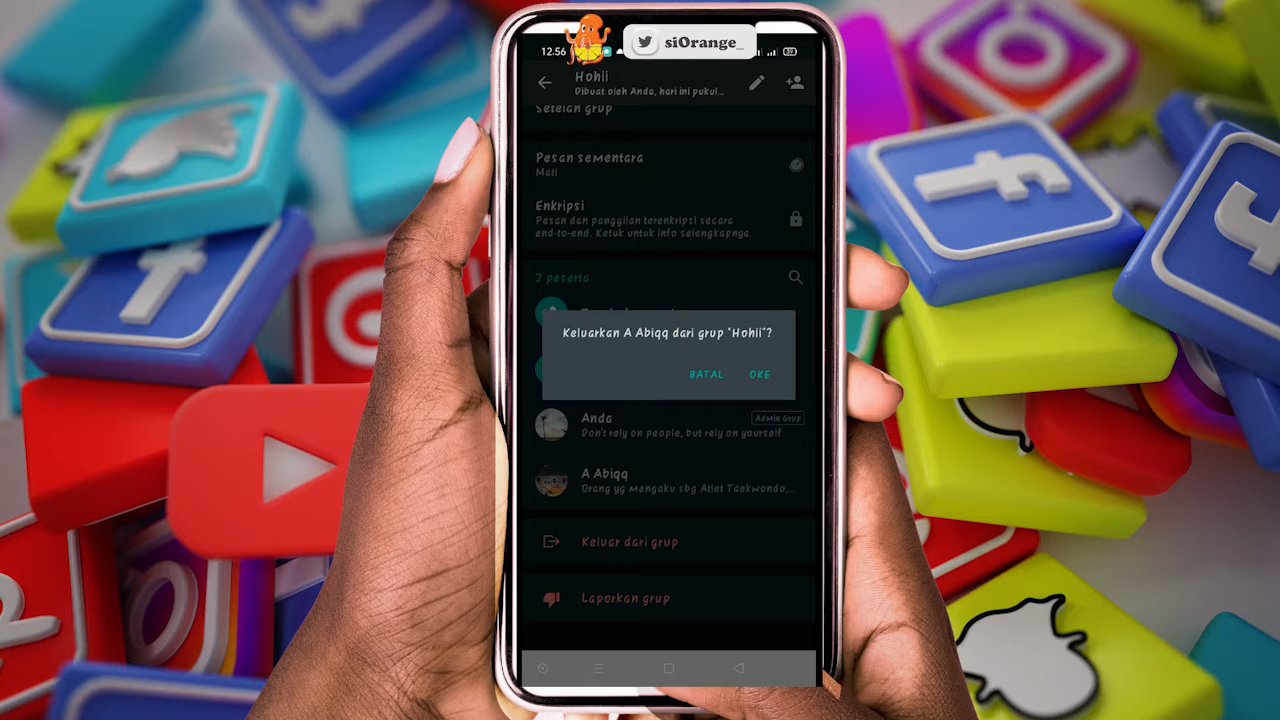 siOrange_
12.56
Hohii
Dibuat oleh Anda, hari ini pukul...
Setelan grup
Pesan sementara
Mati
Enkripsi
Pesan dan panggilan terenkripsi secara
end-to-end. Ketuk untuk info selengkapnya.
2 peserta
Keluarkan A Abiqq dari grup "Hohii"?
BATAL OKE
Anda
Admin Grup
Don't rely on people, but rely on yourself
A Abiqq
Orang yg Mengaku sbg Atlet Taekwondo,...
Keluar dari grup
Laporkan grup